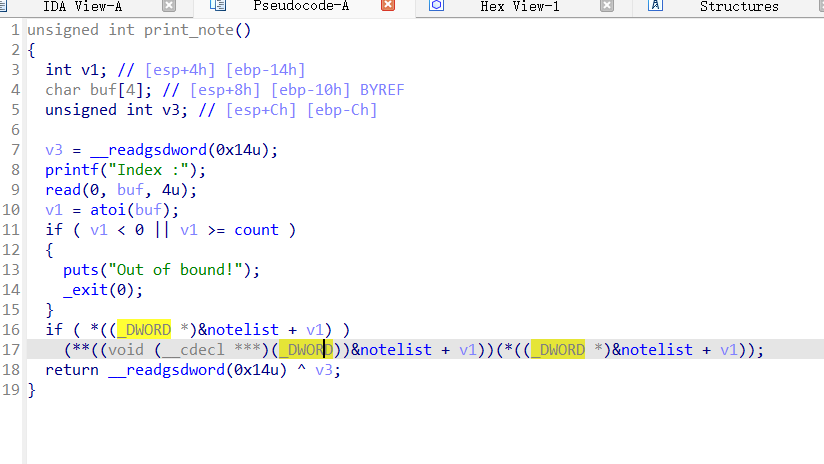 IDA View-A Pseudocode-A Hex View-1 Structures
1 unsigned int print_note()
2 {
3 int v1; // [esp+4h] [ebp-14h]
4 char buf[4]; // [esp+8h] [ebp-10h] BYREF
5 unsigned int v3; // [esp+Ch] [ebp-Ch]
6
7 v3 = __readgsdword(0x14u);
8 printf("Index :");
9 read(0, buf, 4u);
10 v1 = atoi(buf);
11 if ( v1 < 0 || v1 >= count )
12 {
13 puts("Out of bound!");
14 _exit(0);
15 }
16 if ( *((_DWORD *)&notelist + v1) )
17 (**((void (__cdecl ***)(_DWORD))&notelist + v1))(*((_DWORD *)&notelist + v1));
18 return __readgsdword(0x14u) ^ v3;
19 }